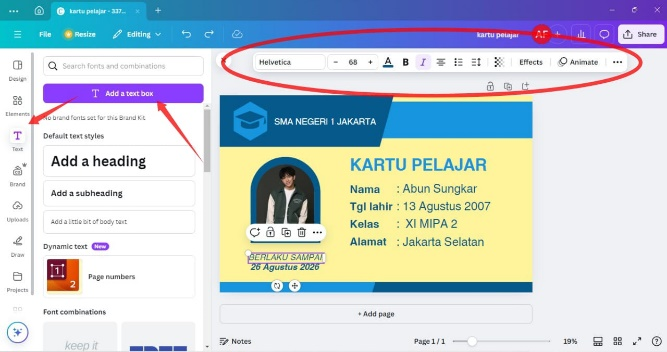 kartu pelajar - 337...
File
Resize
Editing
kartu pelajar
AF
Share
Design
Elements
Text
Brand
Uploads
Draw
Projects
Search fonts and combinations
Add a text box
No brand fonts set for this Brand Kit
Default text styles
Add a heading
Add a subheading
Add a little bit of body text
Dynamic text New
Page numbers
Font combinations
keep it
Helvetica
68
A
B
I
Effects
Animate
SMA NEGERI 1 JAKARTA
KARTU PELAJAR
Nama : Abun Sungkar
Tgl lahir : 13 Agustus 2007
Kelas : XI MIPA 2
Alamat : Jakarta Selatan
BERLAKU SAMPAI
26 Agustus 2026
+ Add page
Notes
Page 1 / 1
19%